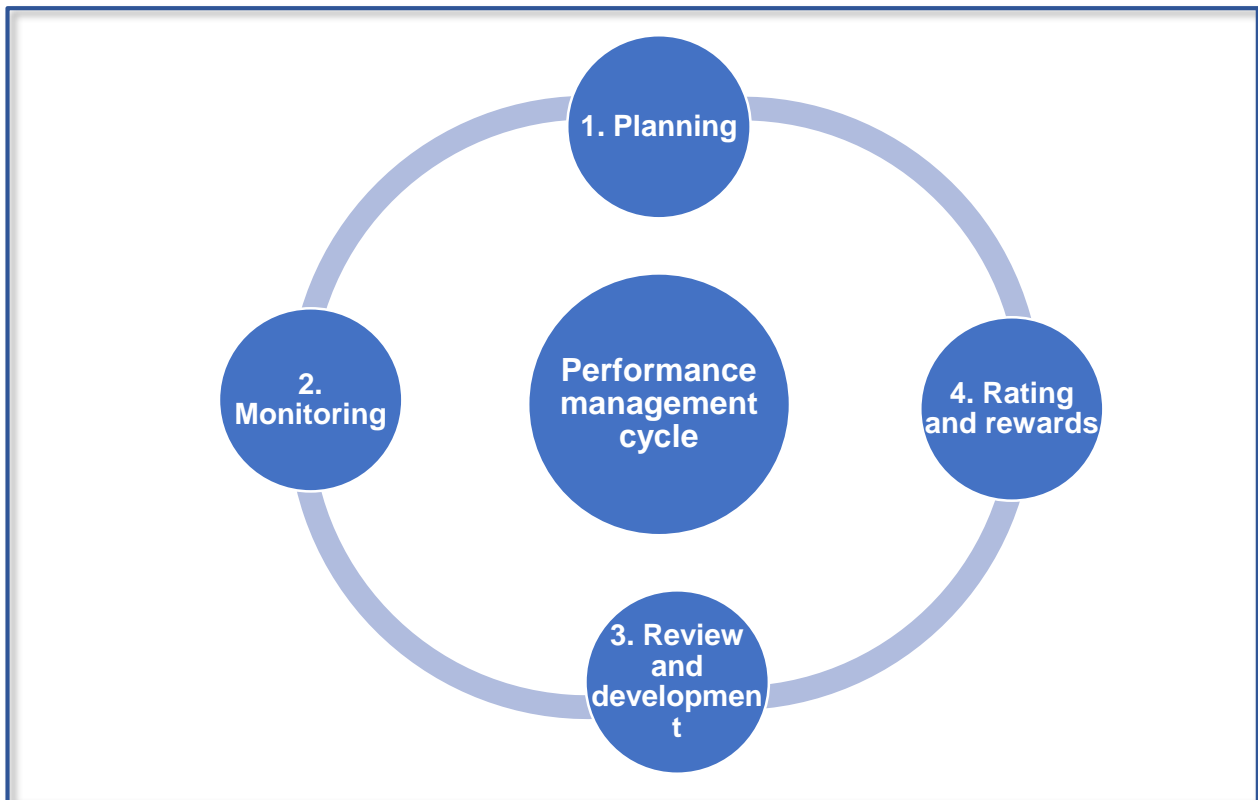 1. Planning
Performance
management
cycle
2.
Monitoring
4. Rating
and rewards
3. Review
and
developmen
t